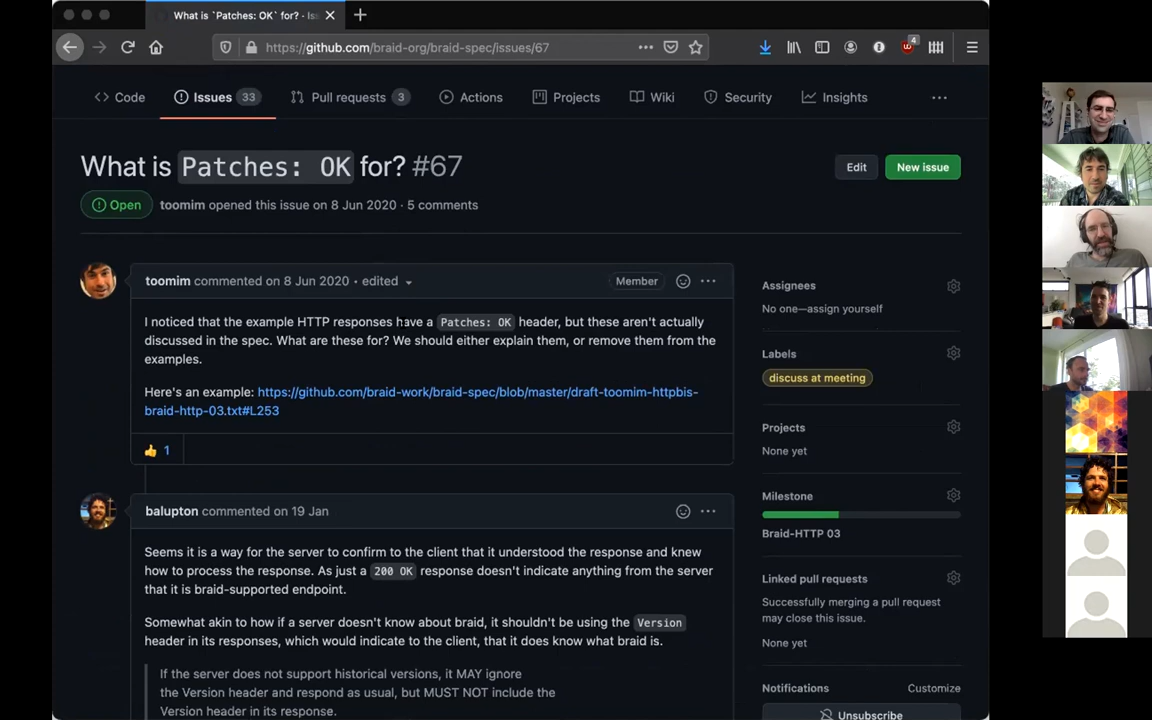 What is `Patches: OK` for? · Iss
https://github.com/braid-org/braid-spec/issues/67
4
Code
Issues 33
Pull requests 3
Actions
Projects
Wiki
Security
Insights
What is Patches: OK for? #67
Edit
New issue
Open
toomim opened this issue on 8 Jun 2020 · 5 comments
toomim commented on 8 Jun 2020 • edited
Member
I noticed that the example HTTP responses have a Patches: OK header, but these aren't actually
discussed in the spec. What are these for? We should either explain them, or remove them from the
examples.
Here's an example: https://github.com/braid-work/braid-spec/blob/master/draft-toomim-httpbis-
braid-http-03.txt#L253
1
balupton commented on 19 Jan
Seems it is a way for the server to confirm to the client that it understood the response and knew
how to process the response. As just a 200 OK response doesn't indicate anything from the server
that it is braid-supported endpoint.
Somewhat akin to how if a server doesn't know about braid, it shouldn't be using the Version
header in its responses, which would indicate to the client, that it does know what braid is.
If the server does not support historical versions, it MAY ignore
the Version header and respond as usual, but MUST NOT include the
Version header in its response.
Assignees
No one—assign yourself
Labels
discuss at meeting
Projects
None yet
Milestone
Braid-HTTP 03
Linked pull requests
Successfully merging a pull request
may close this issue.
None yet
Notifications
Customize
Unsubscribe